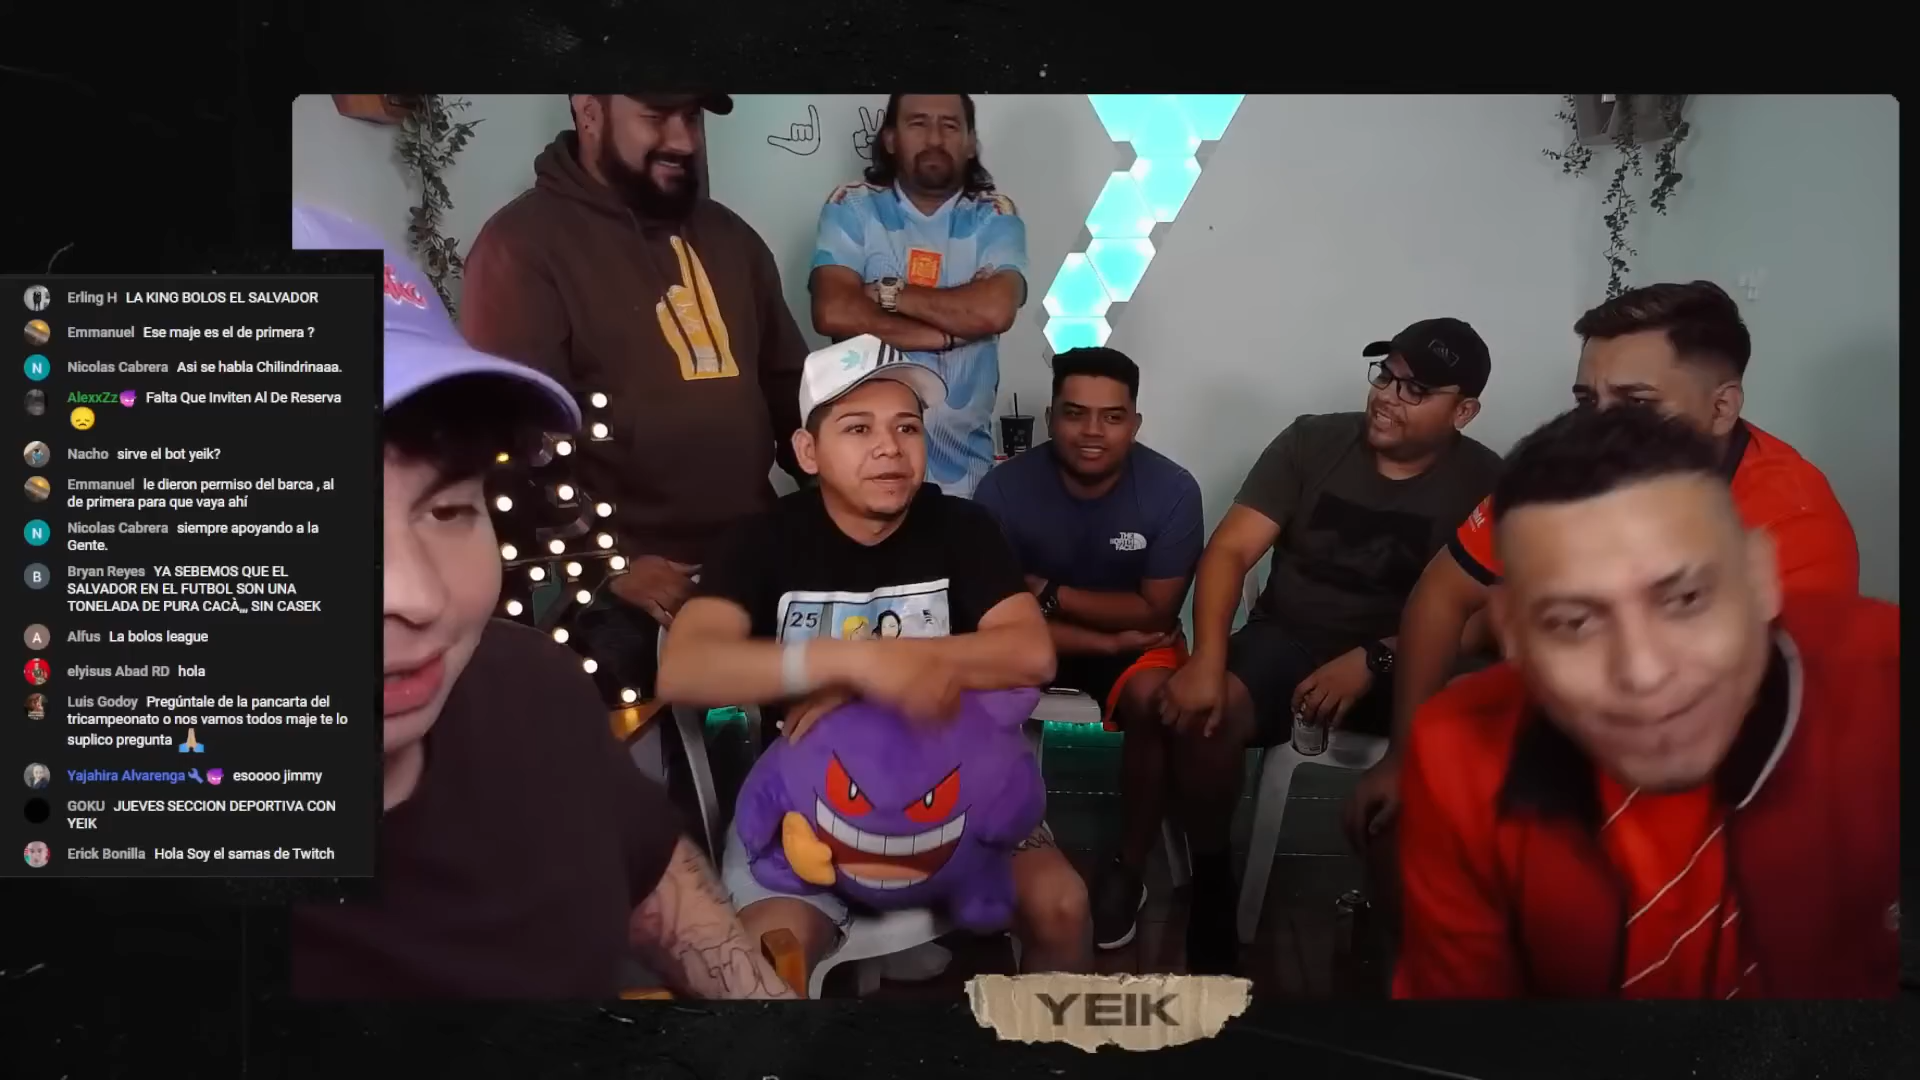 Erling H LA KING BOLOS EL SALVADOR
Emmanuel Ese maje es el de primera ?
N
Nicolas Cabrera Asi se habla Chilindrinaaa.
AlexxZz Falta Que Inviten Al De Reserva
Nacho sirve el bot yeik?
Emmanuel le dieron permiso del barca , al
de primera para que vaya ahí
N
Nicolas Cabrera siempre apoyando a la
Gente.
B
Bryan Reyes YA SEBEMOS QUE EL
SALVADOR EN EL FUTBOL SON UNA
TONELADA DE PURA CACÀ,,, SIN CASEK
A
Alfus La bolos league
elyisus Abad RD hola
Luis Godoy Pregúntale de la pancarta del
tricampeonato o nos vamos todos maje te lo
suplico pregunta
Yajahira Alvarenga esoooo jimmy
GOKU JUEVES SECCION DEPORTIVA CON
YEIK
Erick Bonilla Hola Soy el samas de Twitch
25
THE
NORTH
FACE
YEIK